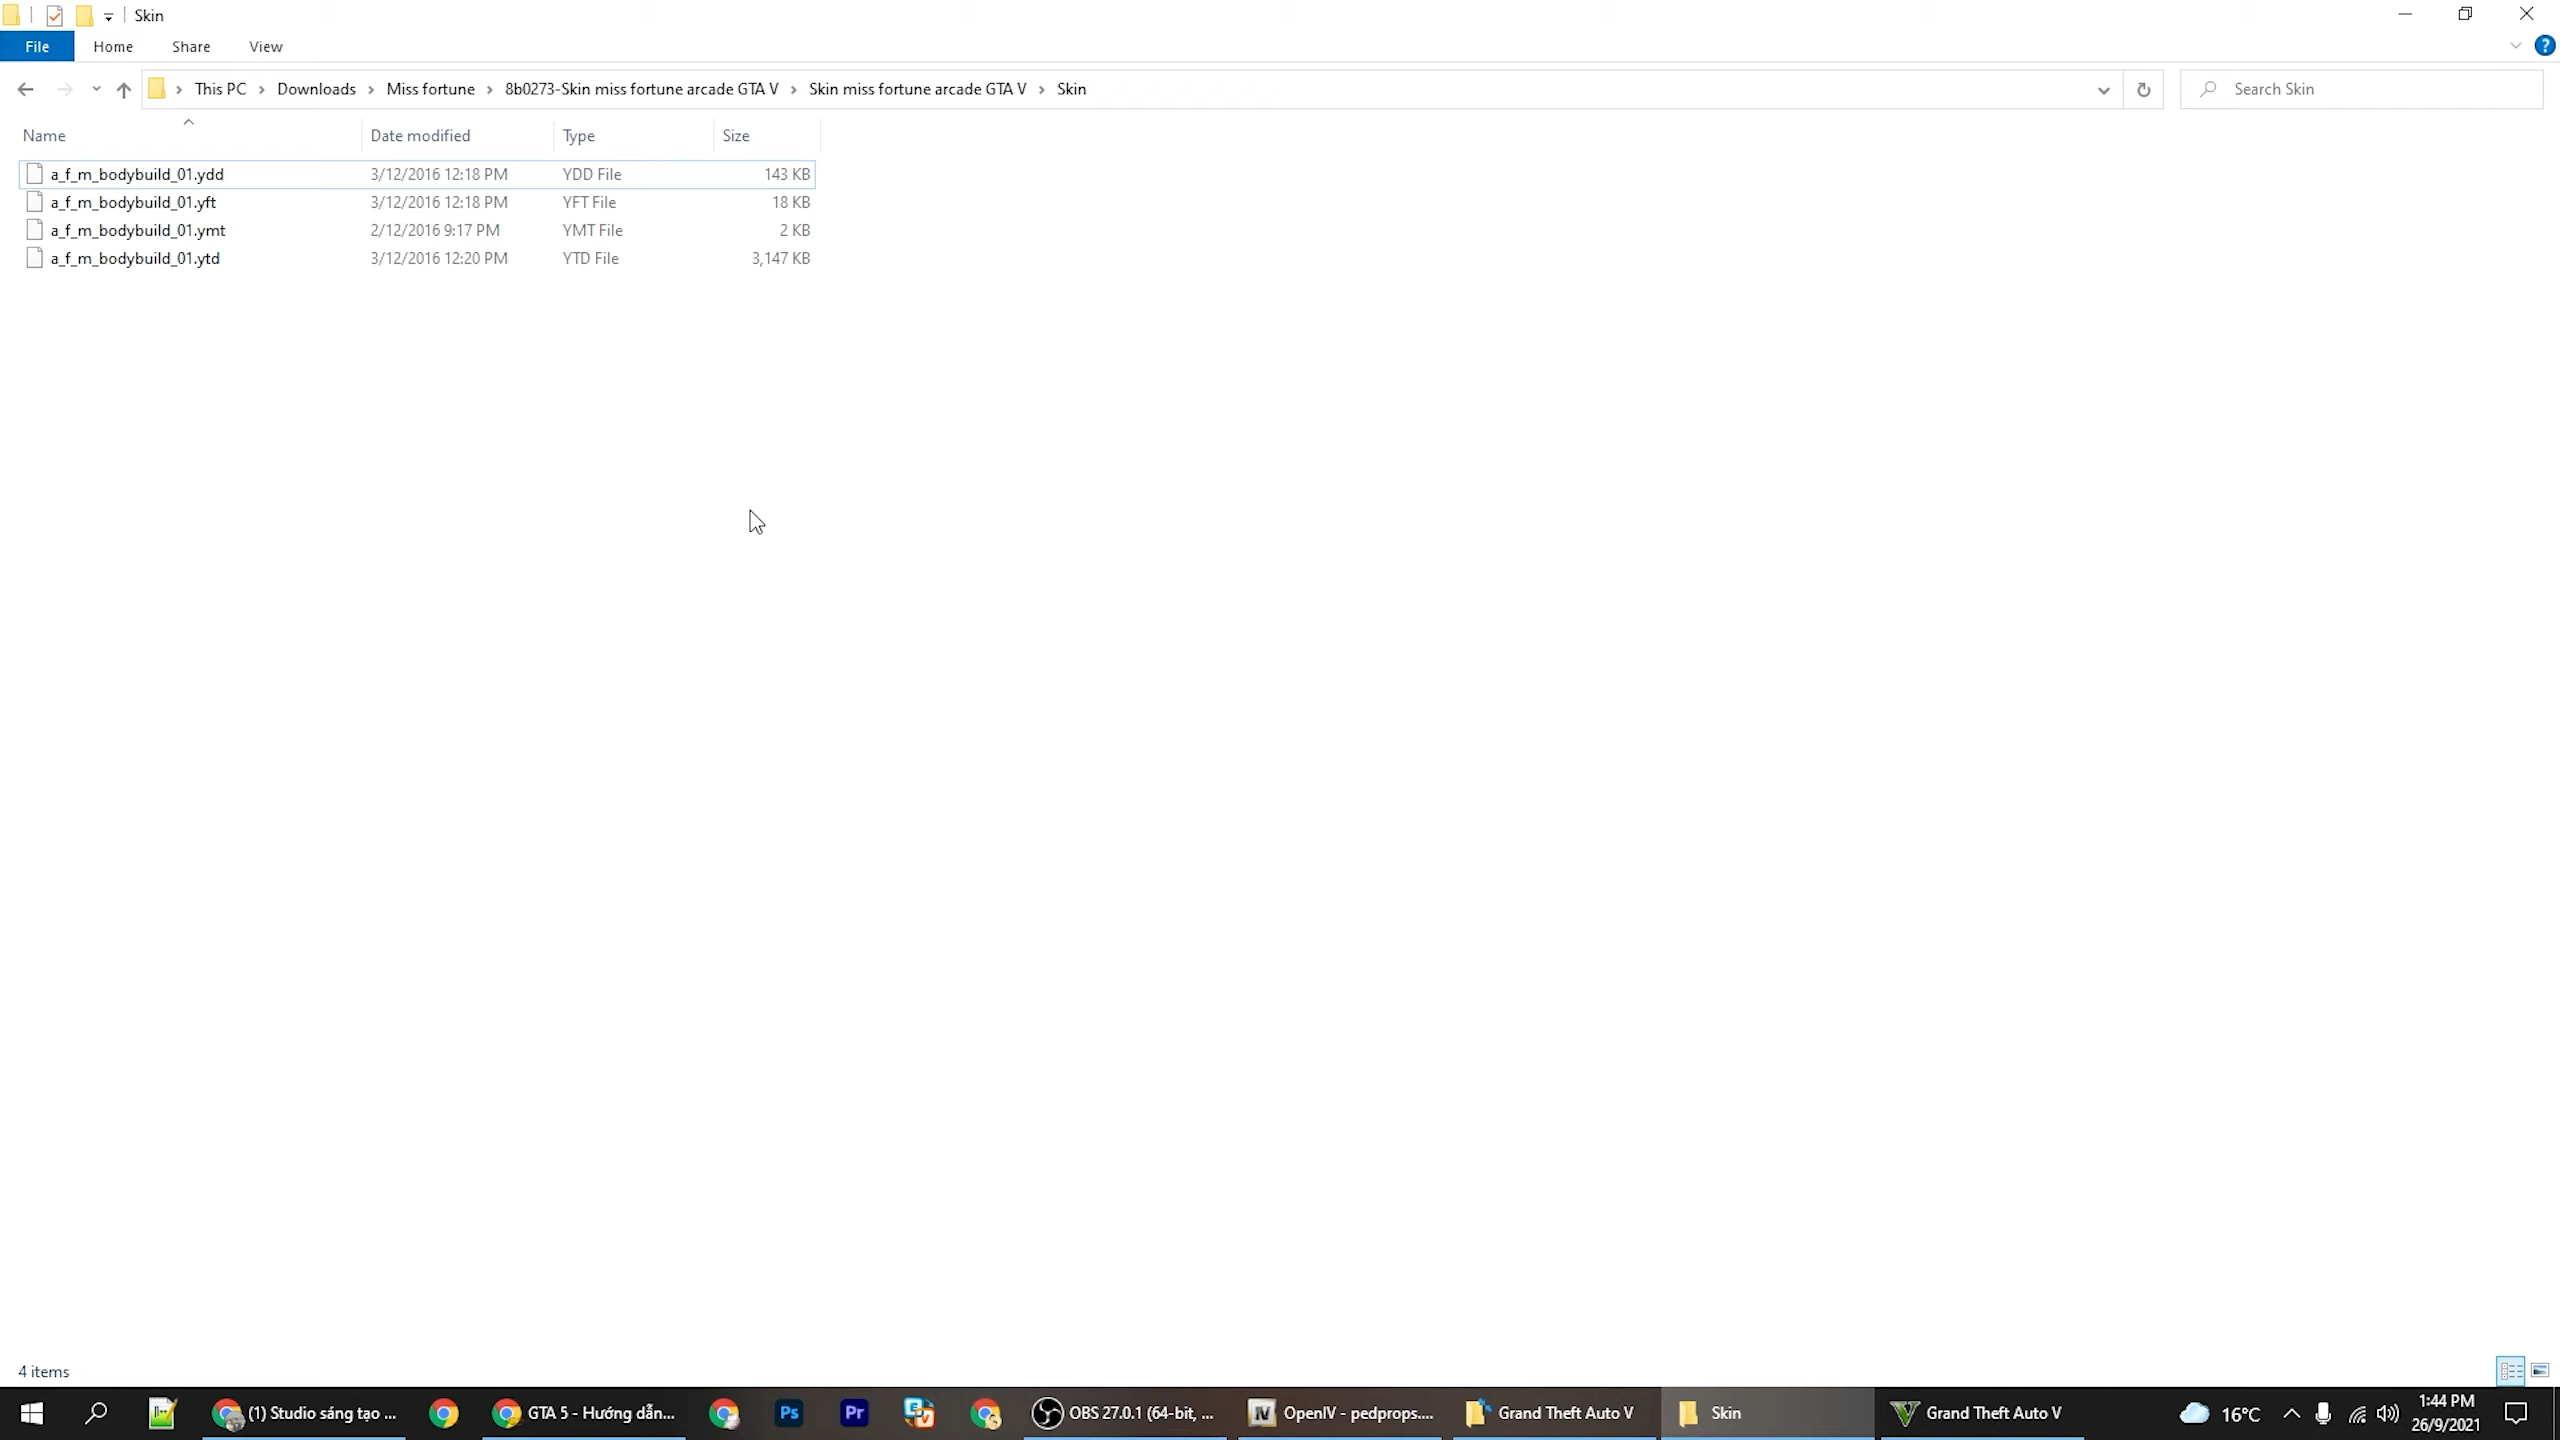 Skin
File Home Share View
This PC > Downloads > Miss fortune > 8b0273-Skin miss fortune arcade GTA V > Skin miss fortune arcade GTA V > Skin
Search Skin
Name Date modified Type Size
a_f_m_bodybuild_01.ydd 3/12/2016 12:18 PM YDD File 143 KB
a_f_m_bodybuild_01.yft 3/12/2016 12:18 PM YFT File 18 KB
a_f_m_bodybuild_01.ymt 2/12/2016 9:17 PM YMT File 2 KB
a_f_m_bodybuild_01.ytd 3/12/2016 12:20 PM YTD File 3,147 KB
4 items
(1) Studio sáng tạo ... GTA 5 - Hướng dẫn... Ps Pr OBS 27.0.1 (64-bit, ... IV OpenIV - pedprops.... Grand Theft Auto V Skin Grand Theft Auto V 16°C 1:44 PM
26/9/2021